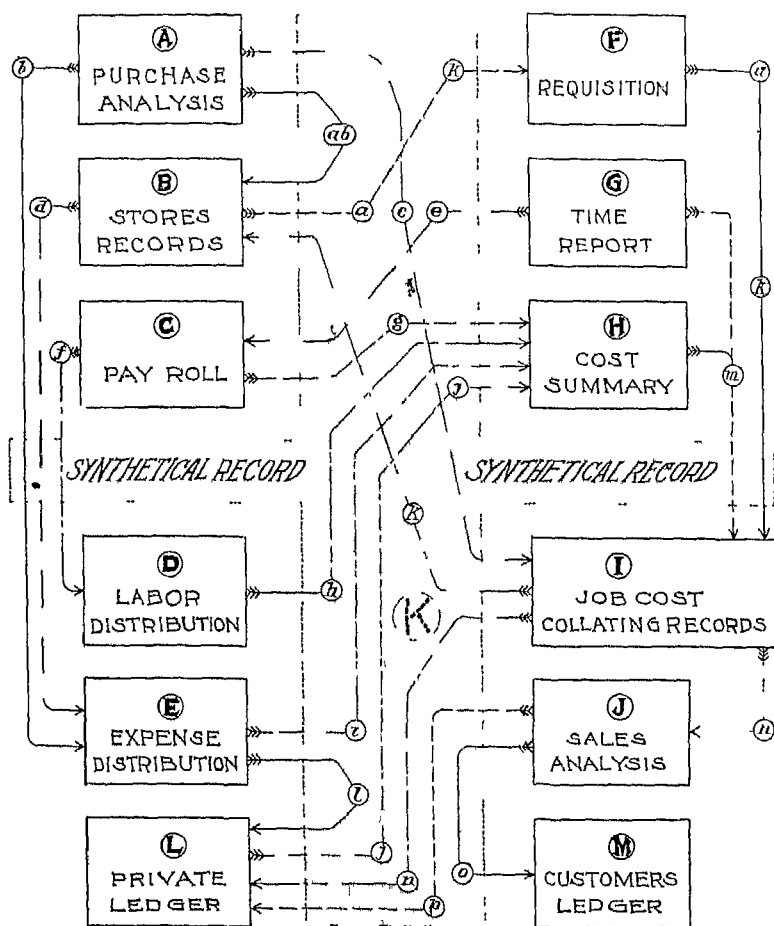 A
PURCHASE
ANALYSIS
b
ab
B
STORES
RECORDS
d
a
c
e
k
C
PAY ROLL
f
g
F
REQUISITION
a
G
TIME
REPORT
k
H
COST
SUMMARY
m
j
SYNTHETICAL RECORD
SYNTHETICAL RECORD
K
D
LABOR
DISTRIBUTION
h
(K)
I
JOB COST
COLLATING RECORDS
E
EXPENSE
DISTRIBUTION
i
l
J
SALES
ANALYSIS
n
L
PRIVATE
LEDGER
j
n
p
o
M
CUSTOMERS
LEDGER